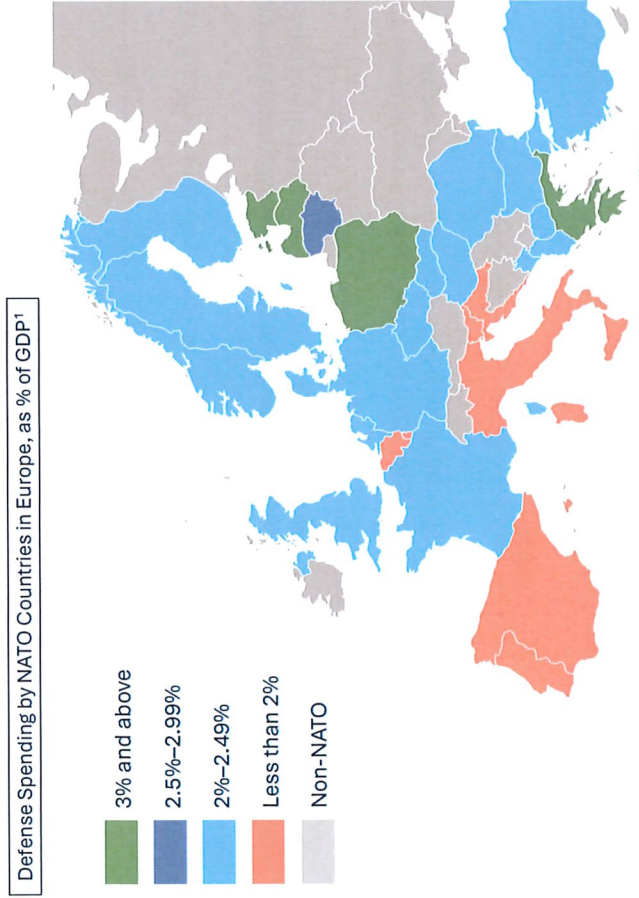 Defense Spending by NATO Countries in Europe, as % of GDP¹
3% and above
2.5%–2.99%
2%–2.49%
Less than 2%
Non-NATO